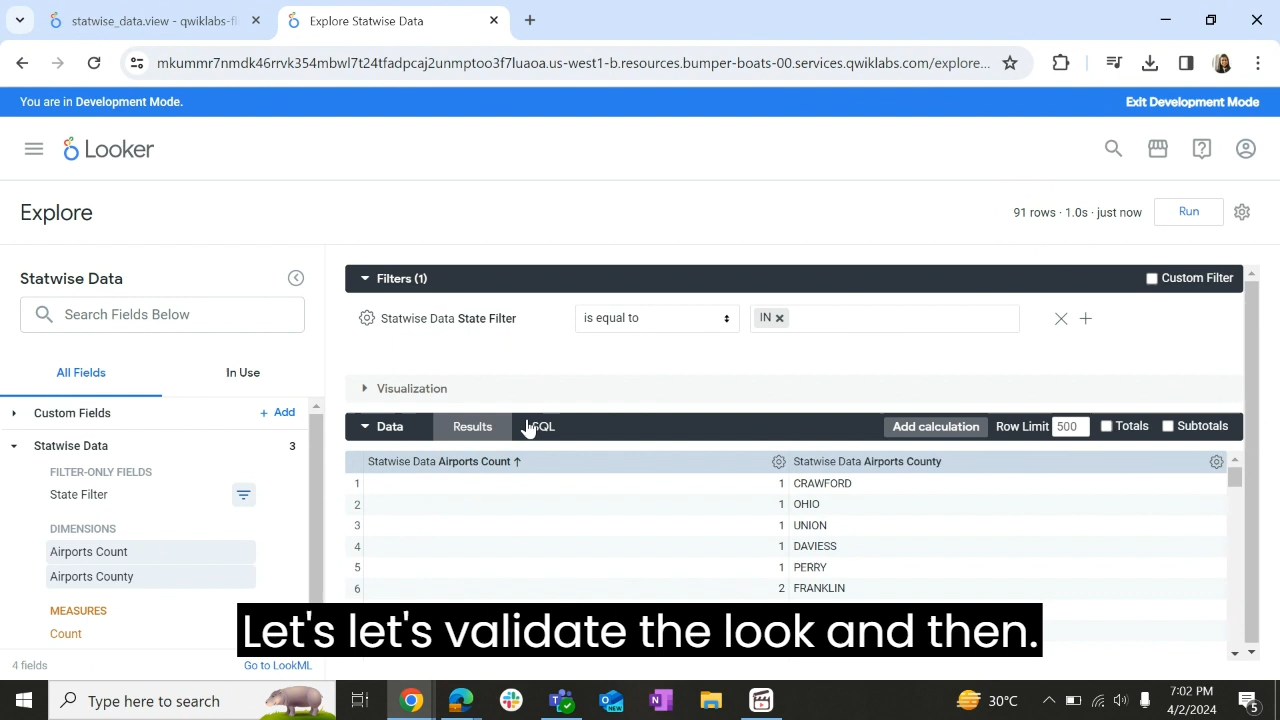 statwise_data.view - qwiklabs-fl
Explore Statwise Data
mkummr7nmdk46rrvk354mbwl7t24tfadpcaj2unmptoo3f7luaoa.us-west1-b.resources.bumper-boats-00.services.qwiklabs.com/explore...
You are in Development Mode.
Exit Development Mode
Looker
Explore
91 rows · 1.0s · just now
Run
Statwise Data
Search Fields Below
All Fields
In Use
Custom Fields
+ Add
Statwise Data
3
FILTER-ONLY FIELDS
State Filter
DIMENSIONS
Airports Count
Airports County
MEASURES
Count
4 fields
Go to LookML
Filters (1)
Custom Filter
Statwise Data State Filter
is equal to
IN
Visualization
Data
Results
SQL
Add calculation
Row Limit
500
Totals
Subtotals
Statwise Data Airports Count ↑
Statwise Data Airports County
1 1 CRAWFORD
2 1 OHIO
3 1 UNION
4 1 DAVIESS
5 1 PERRY
6 2 FRANKLIN
Let's let's validate the look and then.
Type here to search
30°C
7:02 PM
4/2/2024
5